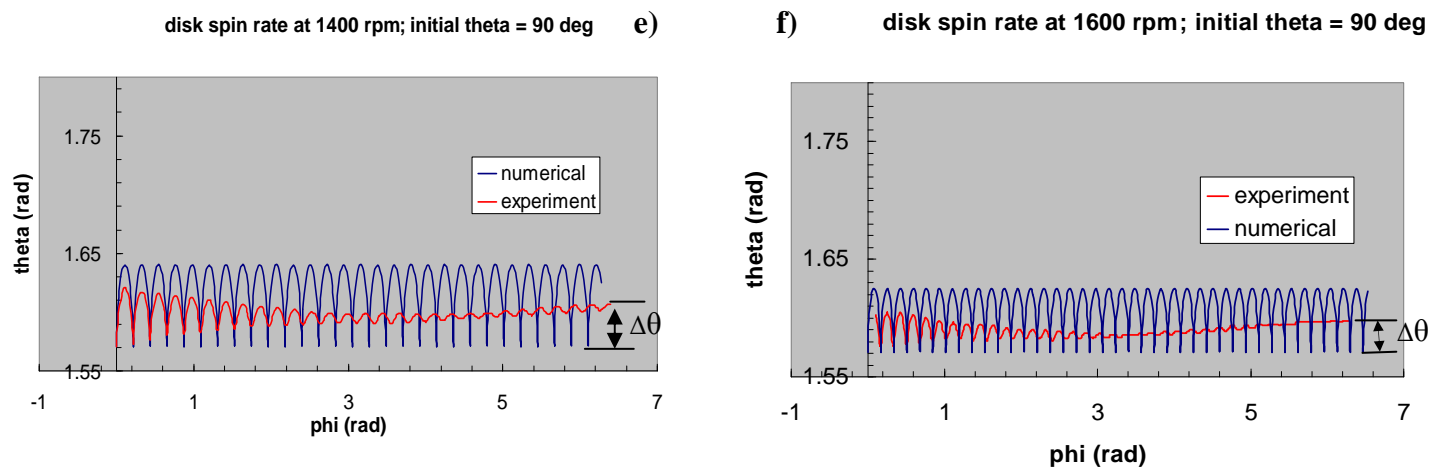 disk spin rate at 1400 rpm; initial theta = 90 deg
e)
theta (rad)
1.75
1.65
1.55
numerical
experiment
Δθ
-1 1 3 5 7
phi (rad)
f)
disk spin rate at 1600 rpm; initial theta = 90 deg
theta (rad)
1.75
1.65
1.55
experiment
numerical
Δθ
-1 1 3 5 7
phi (rad)